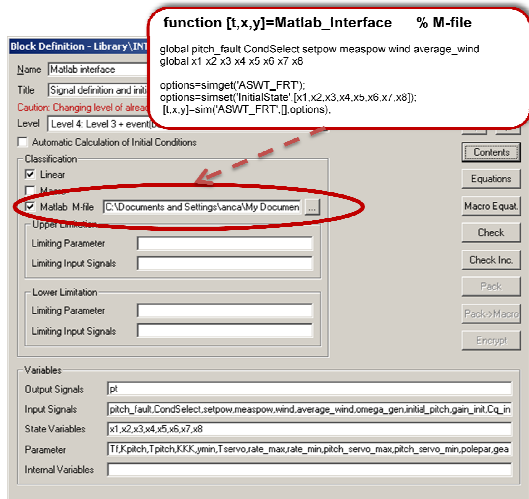 function [t,x,y]=Matlab_Interface % M-file
global pitch_fault CondSelect setpow measpow wind average_wind
global x1 x2 x3 x4 x5 x6 x7 x8
options=simget('ASWT_FRT');
options=simset('InitialState',[x1,x2,x3,x4,x5,x6,x7,x8]);
[t,x,y]=sim('ASWT_FRT',[],options),
Block Definition - Library\INT
Name Matlab interface
Title Signal definition and initi
Caution: Changing level of alread
Level Level 4: Level 3 + event(b
Automatic Calculation of Initial Conditions
Classification
Linear
Matlab M-file C:\Documents and Settings\anca\My Documen ...
Upper Limitation
Limiting Parameter
Limiting Input Signals
Lower Limitation
Limiting Parameter
Limiting Input Signals
Contents
Equations
Macro Equat.
Check
Check Inc.
Pack
Pack->Macro
Encrypt
Variables
Output Signals pt
Input Signals pitch_fault,CondSelect,setpow,measpow,wind,average_wind,omega_gen,initial_pitch,gain_init,Cq_in
State Variables x1,x2,x3,x4,x5,x6,x7,x8
Parameter Tf,Kpitch,Tpitch,KKK,ymin,Tservo,rate_max,rate_min,pitch_servo_max,pitch_servo_min,polepar,gea
Internal Variables